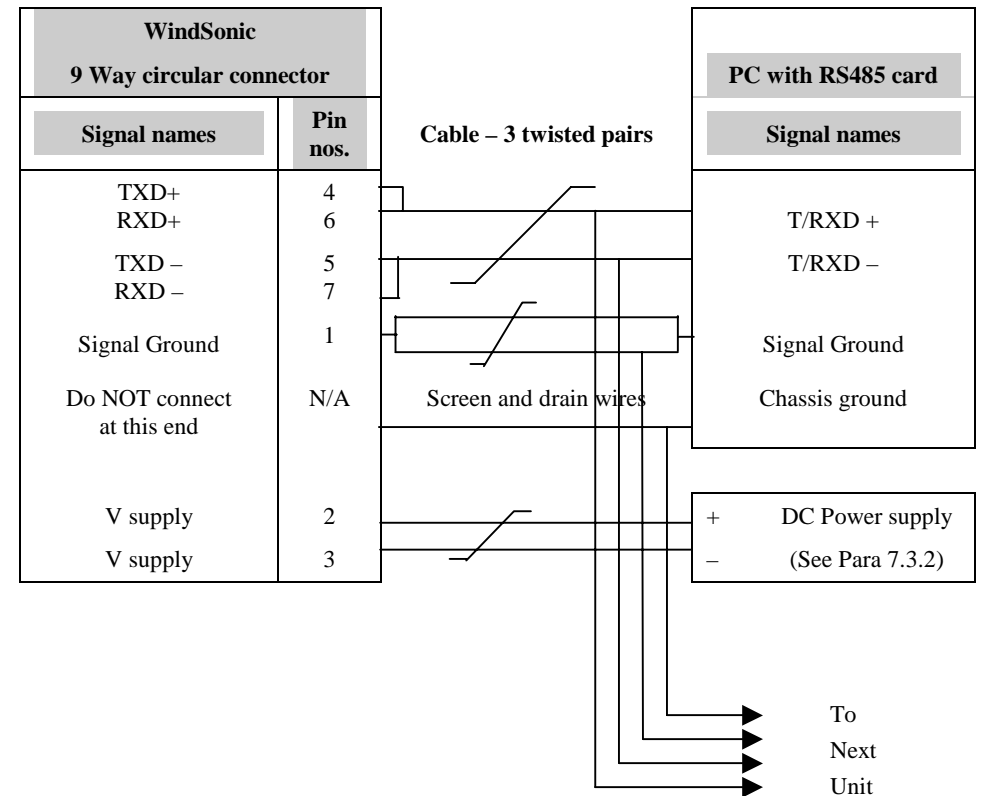 WindSonic
9 Way circular connector
PC with RS485 card
Signal names
Pin
nos.
Cable – 3 twisted pairs
Signal names
TXD+ 4
RXD+ 6 T/RXD +
TXD – 5 T/RXD –
RXD – 7
Signal Ground 1 Signal Ground
Do NOT connect N/A Screen and drain wires Chassis ground
at this end
V supply 2 + DC Power supply
V supply 3 – (See Para 7.3.2)
To
Next
Unit